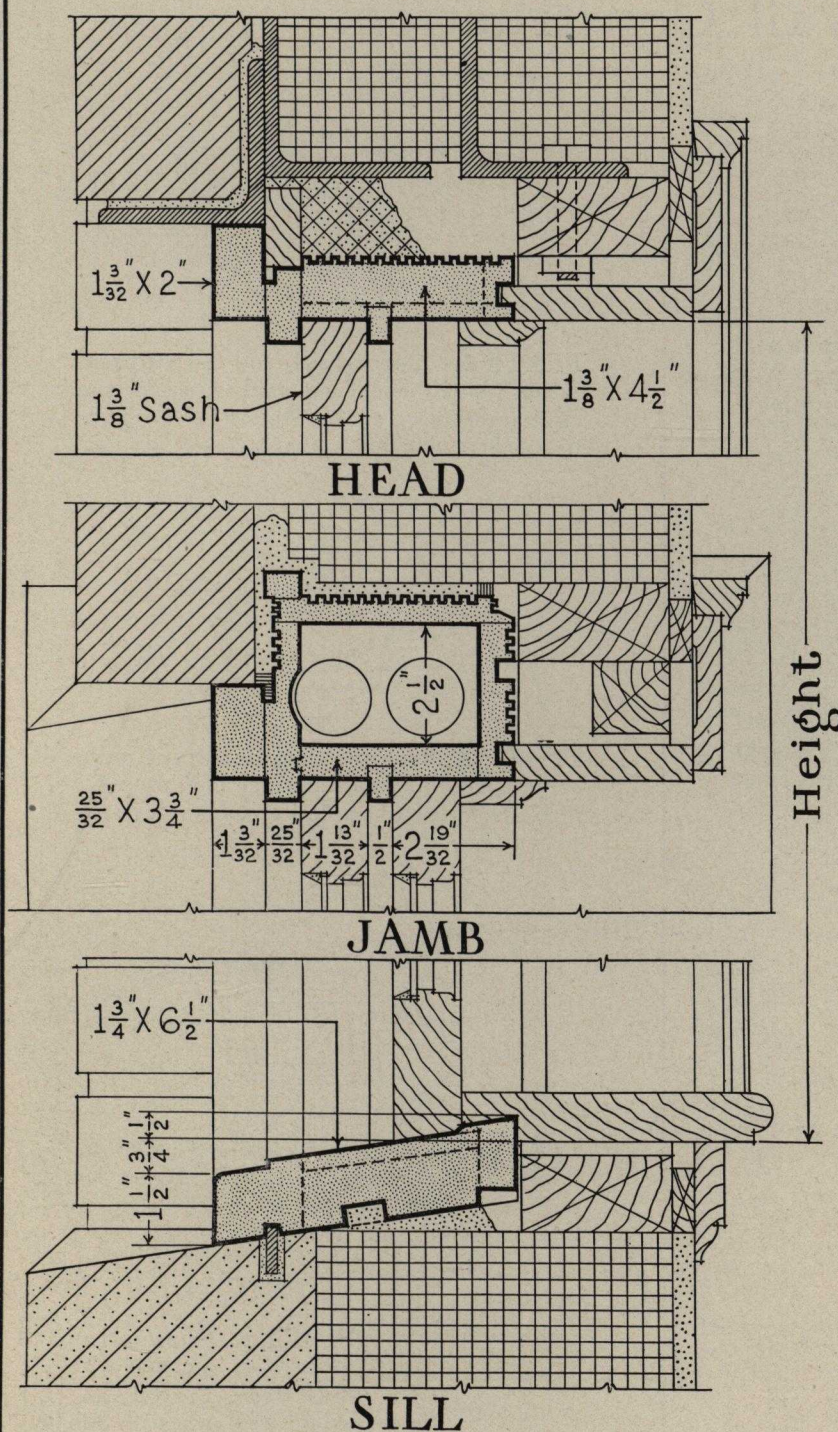 1 3/32" X 2"
1 3/8" Sash
1 3/8" X 4 1/2"
HEAD
2 1/2"
25/32" X 3 3/4"
1 3/32" 25/32" 1 13/32" 1/2" 2 19/32"
JAMB
Height
1 3/4" X 6 1/2"
1/2"
3/4"
1 1/2"
SILL